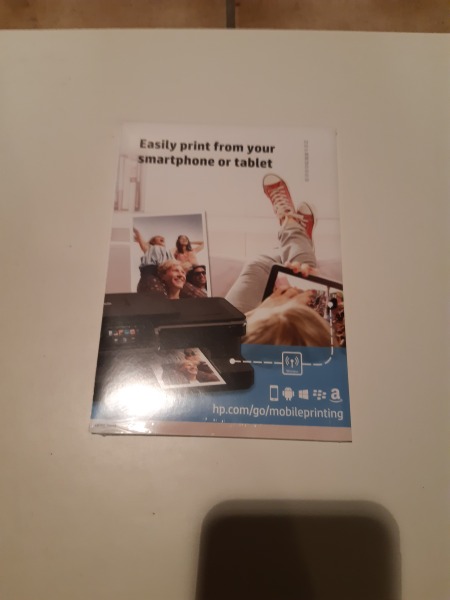 Easily print from your
smartphone or tablet
a
hp.com/go/mobileprinting